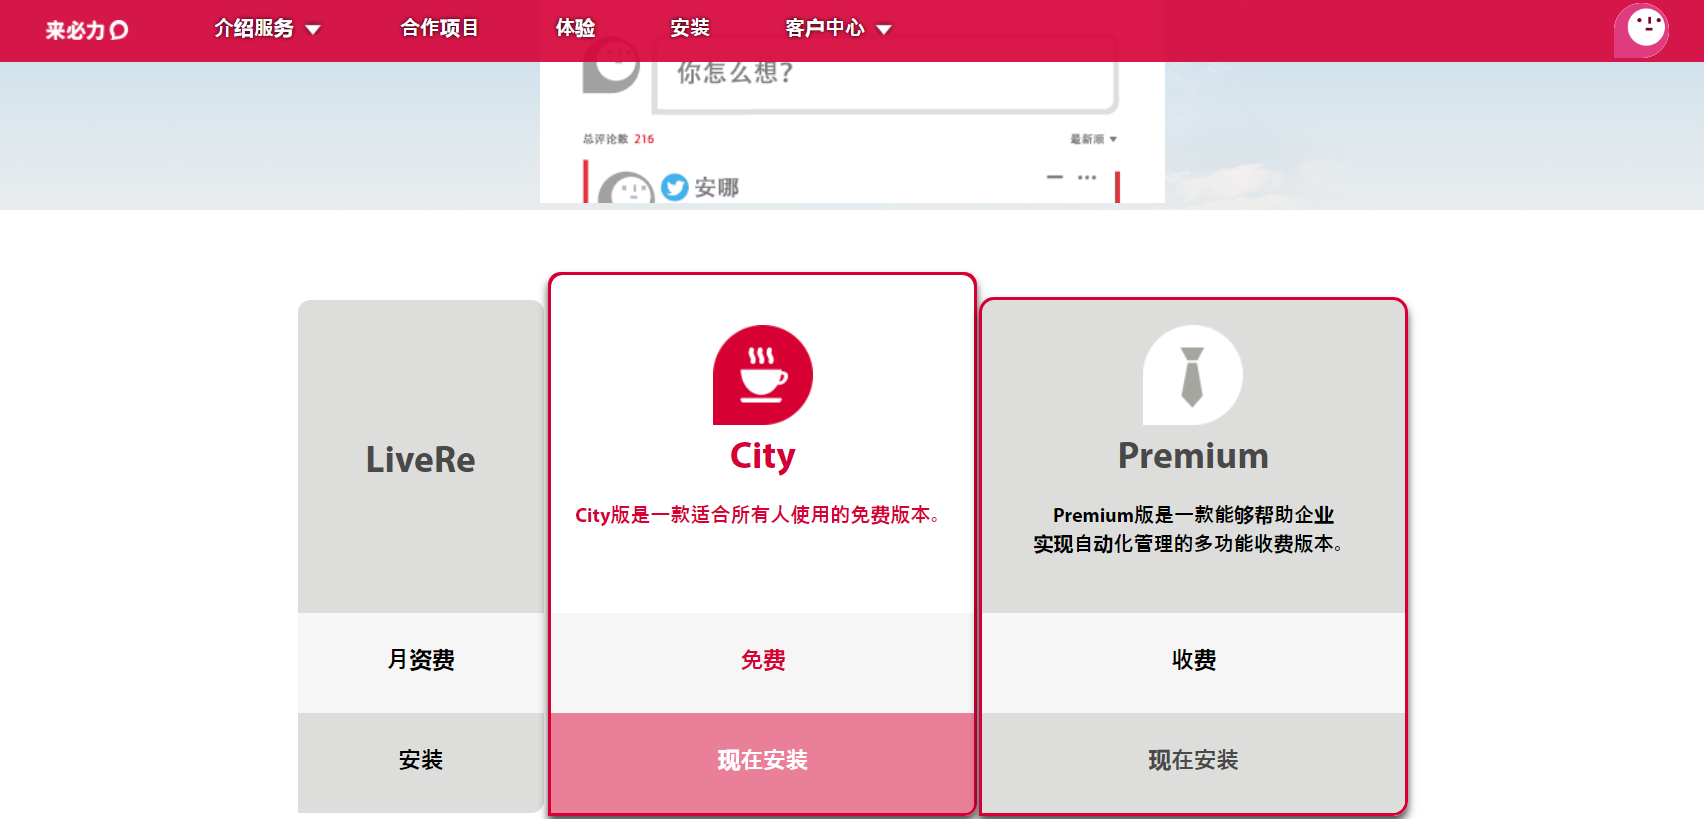 来必力
介绍服务
合作项目
体验
安装
客户中心
你怎么想？
总评论数 216
最新顺
安哪
LiveRe
City
City版是一款适合所有人使用的免费版本。
Premium
Premium版是一款能够帮助企业
实现自动化管理的多功能收费版本。
月资费
免费
收费
安装
现在安装
现在安装